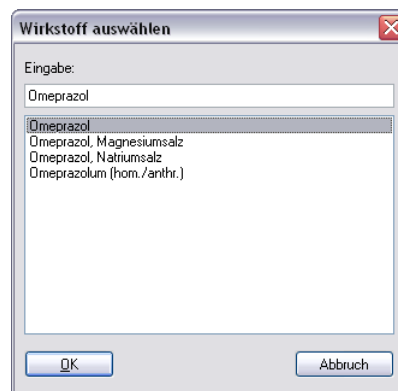 Wirkstoff auswählen
Eingabe:
Omeprazol
Omeprazol
Omeprazol, Magnesiumsalz
Omeprazol, Natriumsalz
Omeprazolum (hom./anthr.)
OK
Abbruch